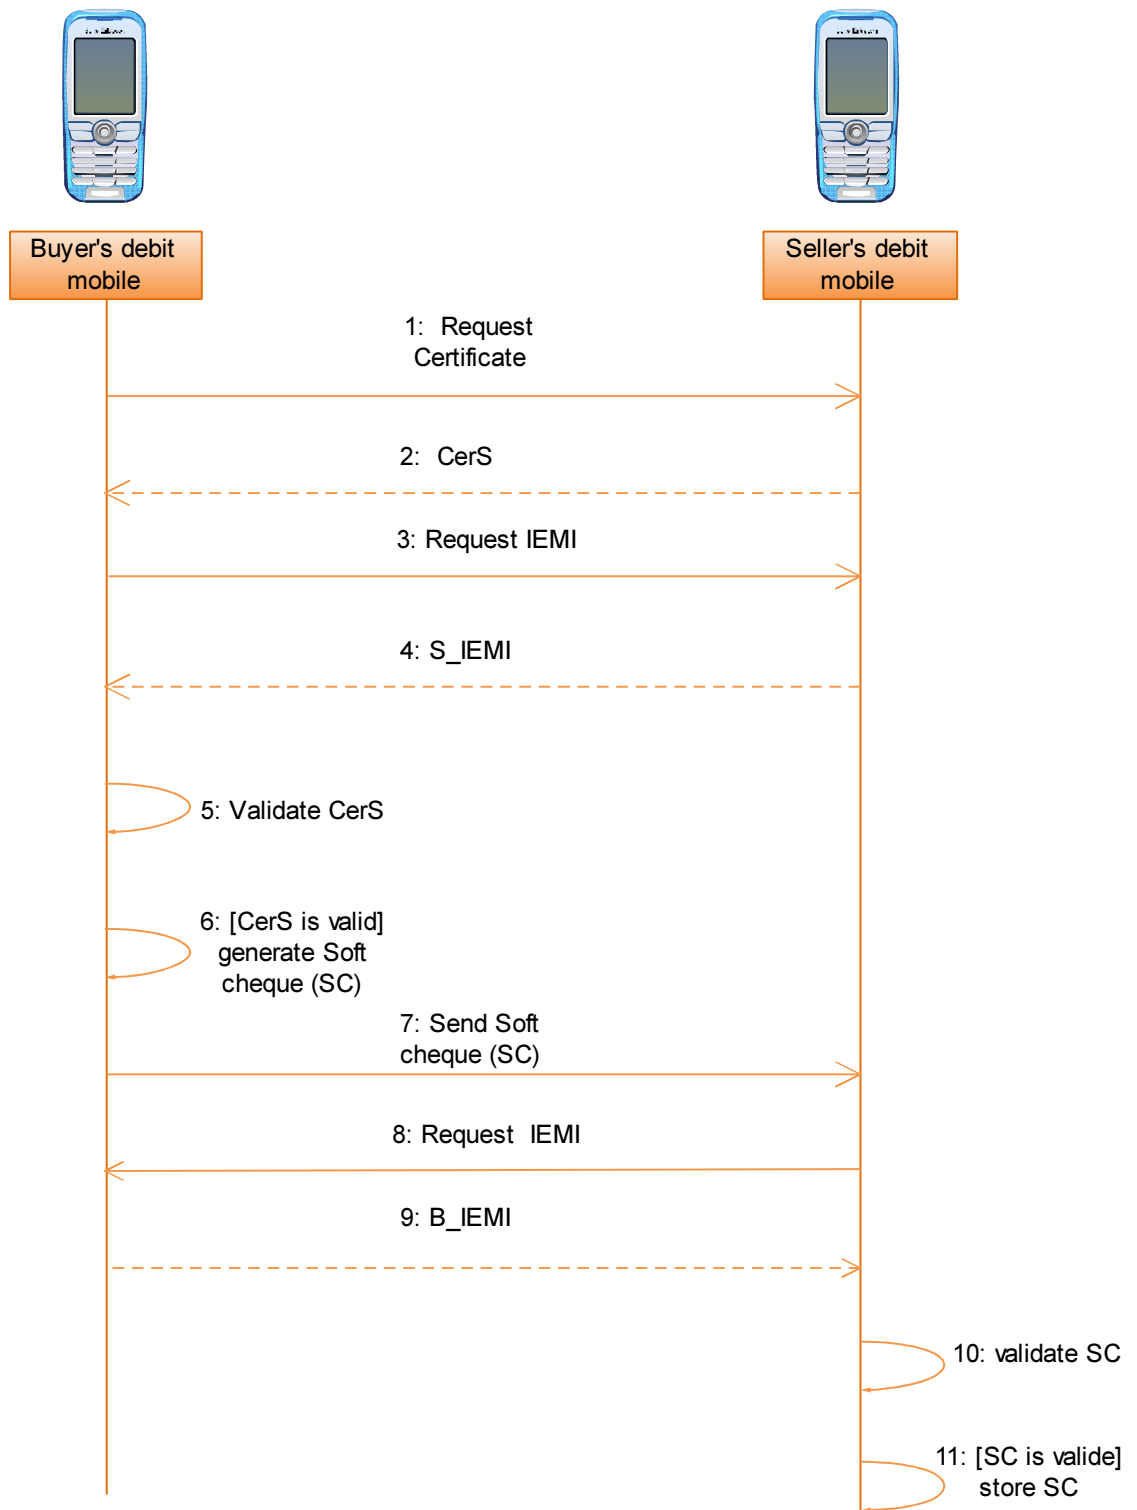 Buyer's debit
mobile
Seller's debit
mobile
1: Request
Certificate
2: CerS
3: Request IEMI
4: S_IEMI
5: Validate CerS
6: [CerS is valid]
generate Soft
cheque (SC)
7: Send Soft
cheque (SC)
8: Request IEMI
9: B_IEMI
10: validate SC
11: [SC is valide]
store SC